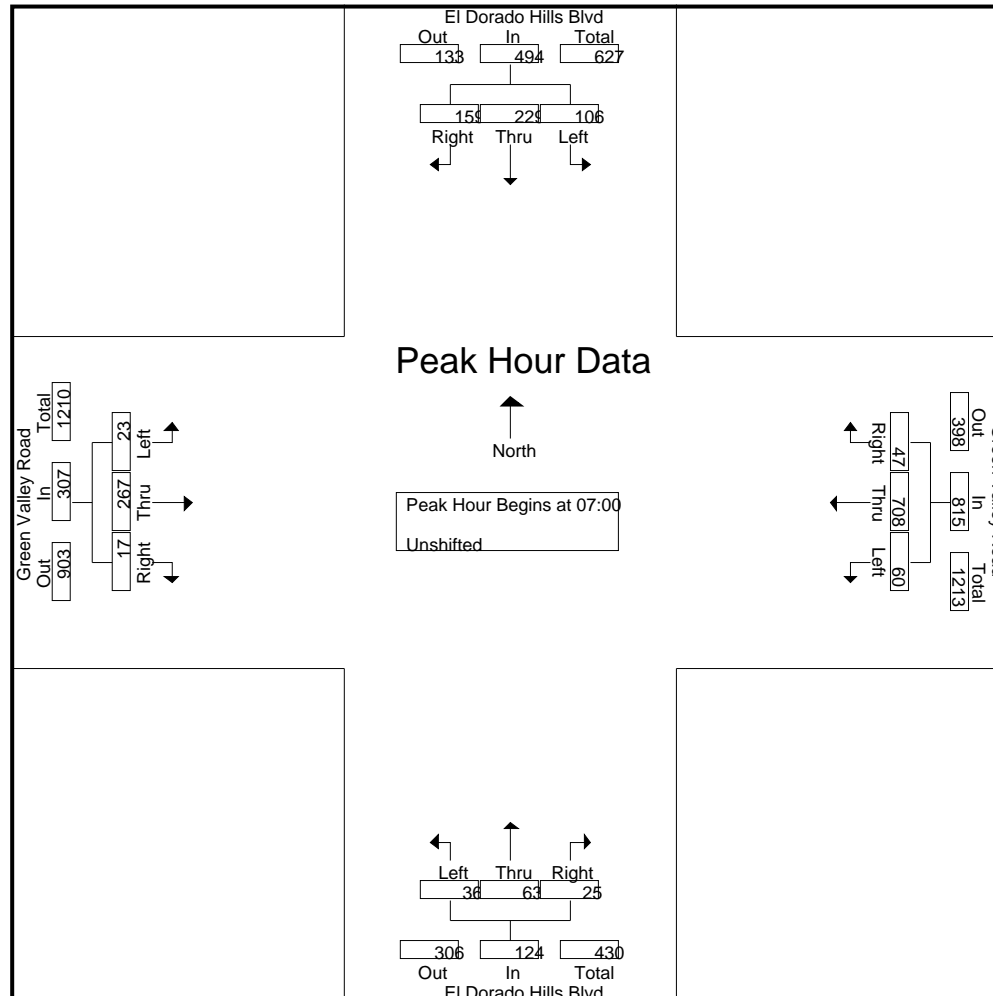 El Dorado Hills Blvd
Out In Total
133 494 627
159 229 106
Right Thru Left
Peak Hour Data
North
Peak Hour Begins at 07:00
Unshifted
Green Valley Road
Total 1210
In 307
Out 903
23 Left
267 Thru
17 Right
Right 47
Thru 708
Left 60
398 Out
815 In
1213 Total
Left Thru Right
36 63 25
306 124 430
Out In Total
El Dorado Hills Blvd